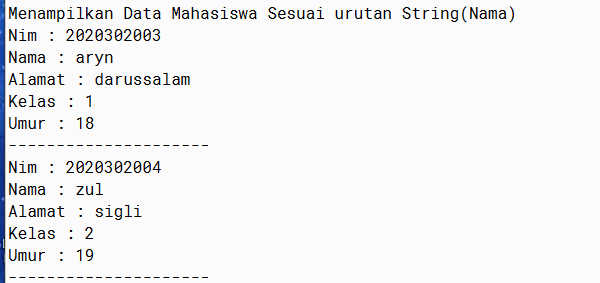 Menampilkan Data Mahasiswa Sesuai urutan String(Nama)
Nim : 2020302003
Nama : aryn
Alamat : darussalam
Kelas : 1
Umur : 18
---------------------
Nim : 2020302004
Nama : zul
Alamat : sigli
Kelas : 2
Umur : 19
---------------------